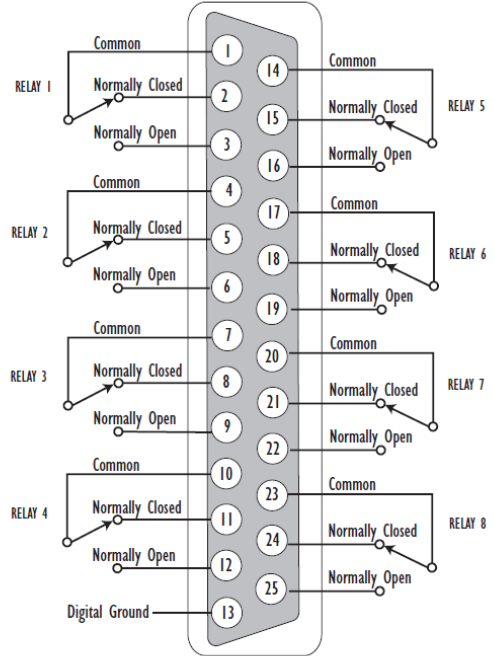 Common
1
RELAY 1
Normally Closed
2
Normally Open
3
Common
4
RELAY 2
Normally Closed
5
Normally Open
6
Common
7
RELAY 3
Normally Closed
8
Normally Open
9
Common
10
RELAY 4
Normally Closed
11
Normally Open
12
Digital Ground
13
14
Common
15
Normally Closed
RELAY 5
16
Normally Open
17
Common
18
Normally Closed
RELAY 6
19
Normally Open
20
Common
21
Normally Closed
RELAY 7
22
Normally Open
23
Common
24
Normally Closed
RELAY 8
25
Normally Open